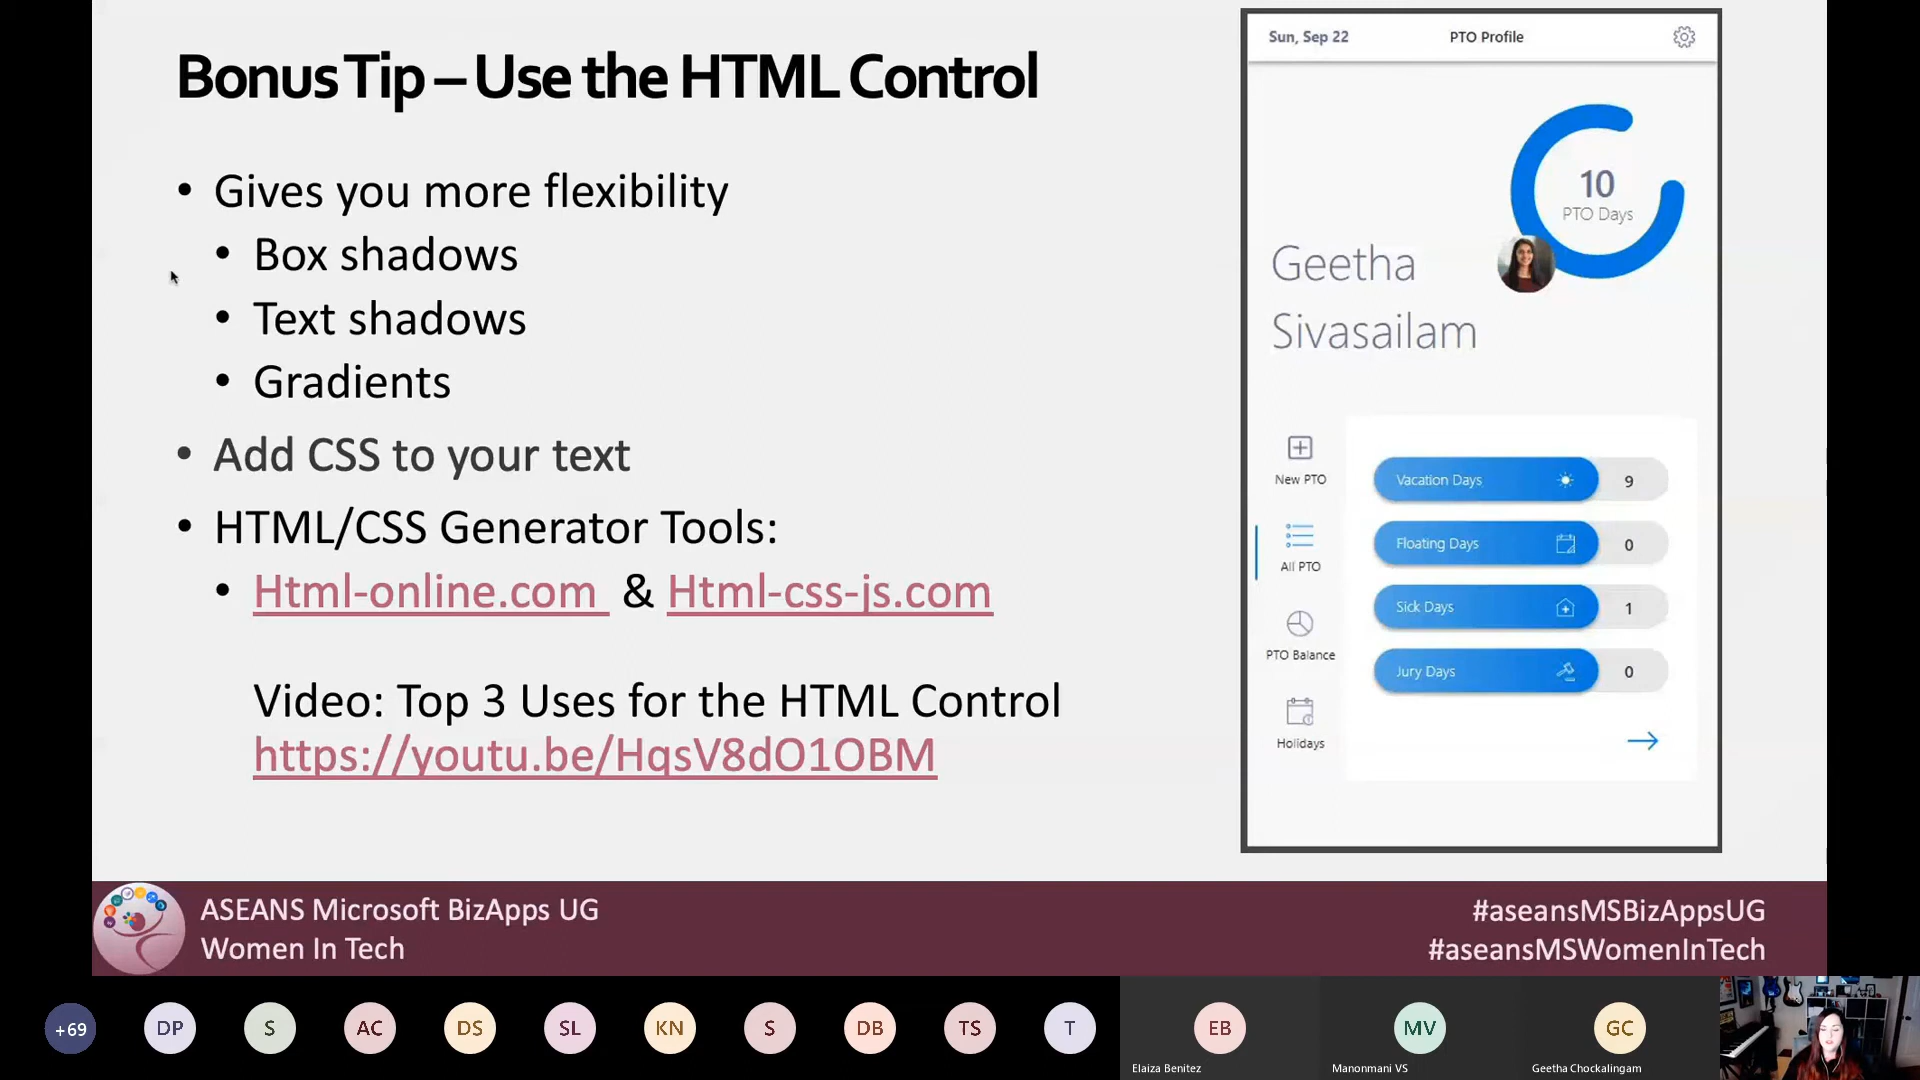 Bonus Tip – Use the HTML Control
• Gives you more flexibility
• Box shadows
• Text shadows
• Gradients
• Add CSS to your text
• HTML/CSS Generator Tools:
• Html-online.com & Html-css-js.com
Video: Top 3 Uses for the HTML Control
https://youtu.be/HqsV8dO1OBM
Sun, Sep 22 PTO Profile
10
PTO Days
Geetha
Sivasailam
New PTO
All PTO
PTO Balance
Holidays
Vacation Days 9
Floating Days 0
Sick Days 1
Jury Days 0
ASEANS Microsoft BizApps UG
Women In Tech
#aseansMSBizAppsUG
#aseansMSWomenInTech
+69 DP S AC DS SL KN S DB TS T EB MV GC
Elaiza Benitez Manonmani VS Geetha Chockalingam